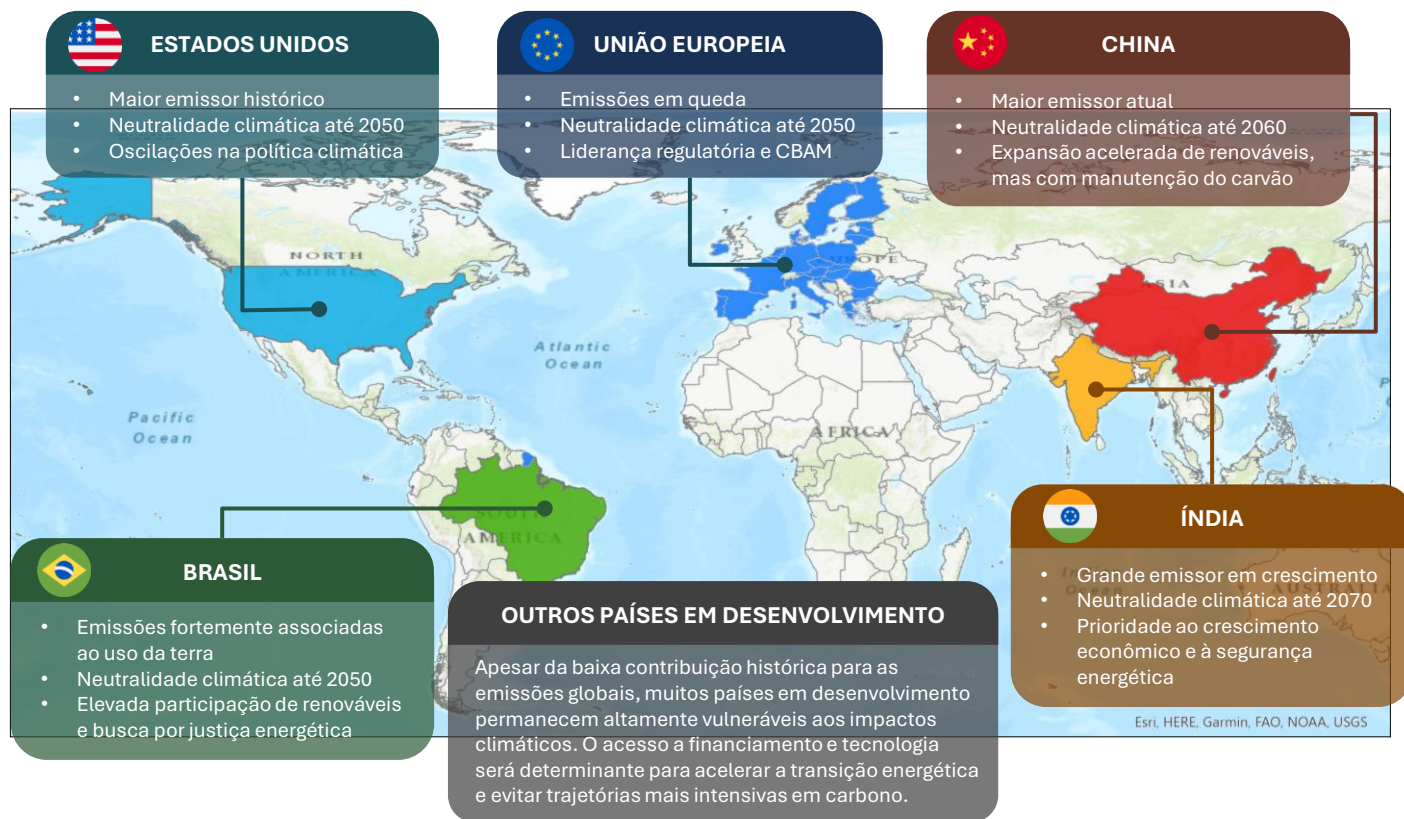 ESTADOS UNIDOS
• Maior emissor histórico
• Neutralidade climática até 2050
• Oscilações na política climática
UNIÃO EUROPEIA
• Emissões em queda
• Neutralidade climática até 2050
• Liderança regulatória e CBAM
CHINA
• Maior emissor atual
• Neutralidade climática até 2060
• Expansão acelerada de renováveis,
mas com manutenção do carvão
NORTH
AMERICA
EUROPE
ASIA
Atlantic
Ocean
Pacific
Ocean
AFRICA
SOUTH
AMERICA
BRASIL
• Emissões fortemente associadas
ao uso da terra
• Neutralidade climática até 2050
• Elevada participação de renováveis
e busca por justiça energética
OUTROS PAÍSES EM DESENVOLVIMENTO
Apesar da baixa contribuição histórica para as
emissões globais, muitos países em desenvolvimento
permanecem altamente vulneráveis aos impactos
climáticos. O acesso a financiamento e tecnologia
será determinante para acelerar a transição energética
e evitar trajetórias mais intensivas em carbono.
ÍNDIA
• Grande emissor em crescimento
• Neutralidade climática até 2070
• Prioridade ao crescimento
econômico e à segurança
energética
AUSTRALIA
Esri, HERE, Garmin, FAO, NOAA, USGS